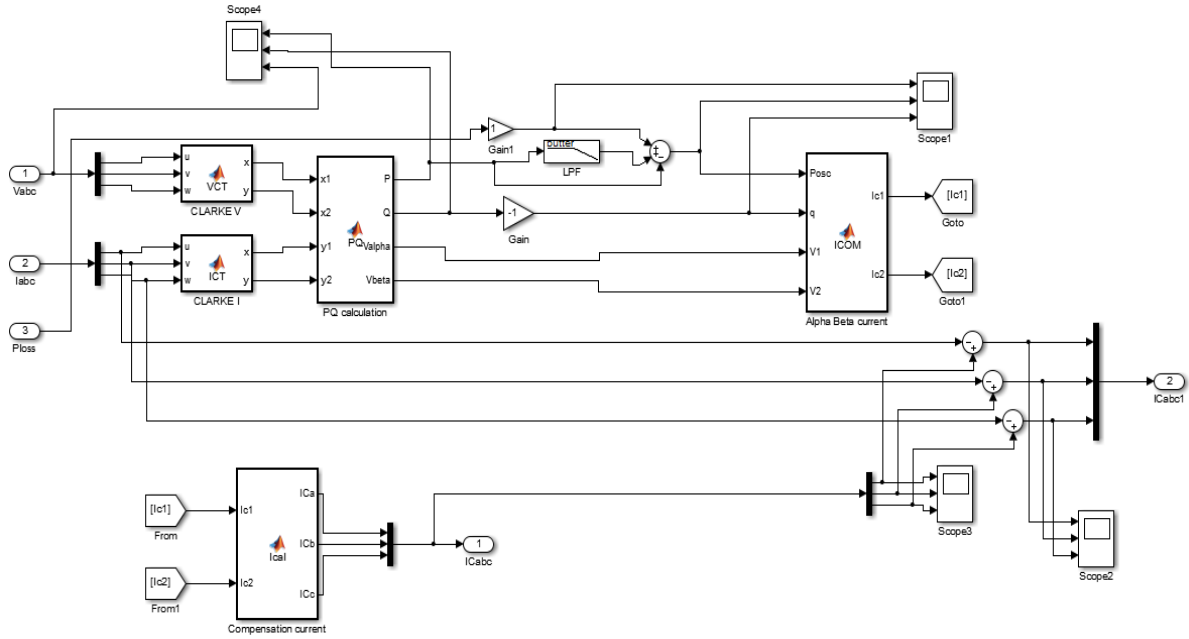 Scope4
Scope1
1
Gain1
butter
LPF
1
Vabc
u
v
w
VCT
x
y
CLARKE V
x1
x2
y1
y2
PQ
P
Q
Valpha
Vbeta
PQ calculation
-1
Gain
Posc
q
V1
V2
ICOM
Ic1
Ic2
Alpha Beta current
[Ic1]
Goto
[Ic2]
Goto1
2
Iabc
u
v
w
ICT
x
y
CLARKE I
3
Ploss
2
ICabc1
[Ic1]
From
[Ic2]
From1
Ic1
Ic2
Ical
ICa
ICb
ICc
Compensation current
1
ICabc
Scope3
Scope2